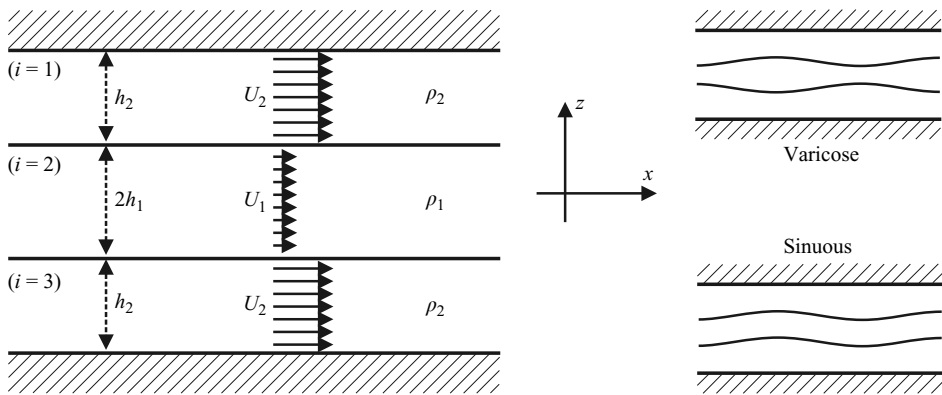 (i = 1)
h2
U2
ρ2
(i = 2)
2h1
U1
ρ1
(i = 3)
h2
U2
ρ2
z
x
Varicose
Sinuous